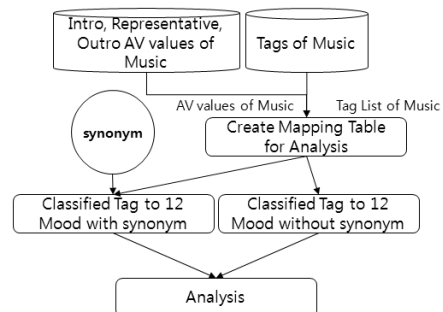 Intro, Representative,
Outro AV values of
Music
Tags of Music
AV values of Music
Tag List of Music
synonym
Create Mapping Table
for Analysis
Classified Tag to 12
Mood with synonym
Classified Tag to 12
Mood without synonym
Analysis